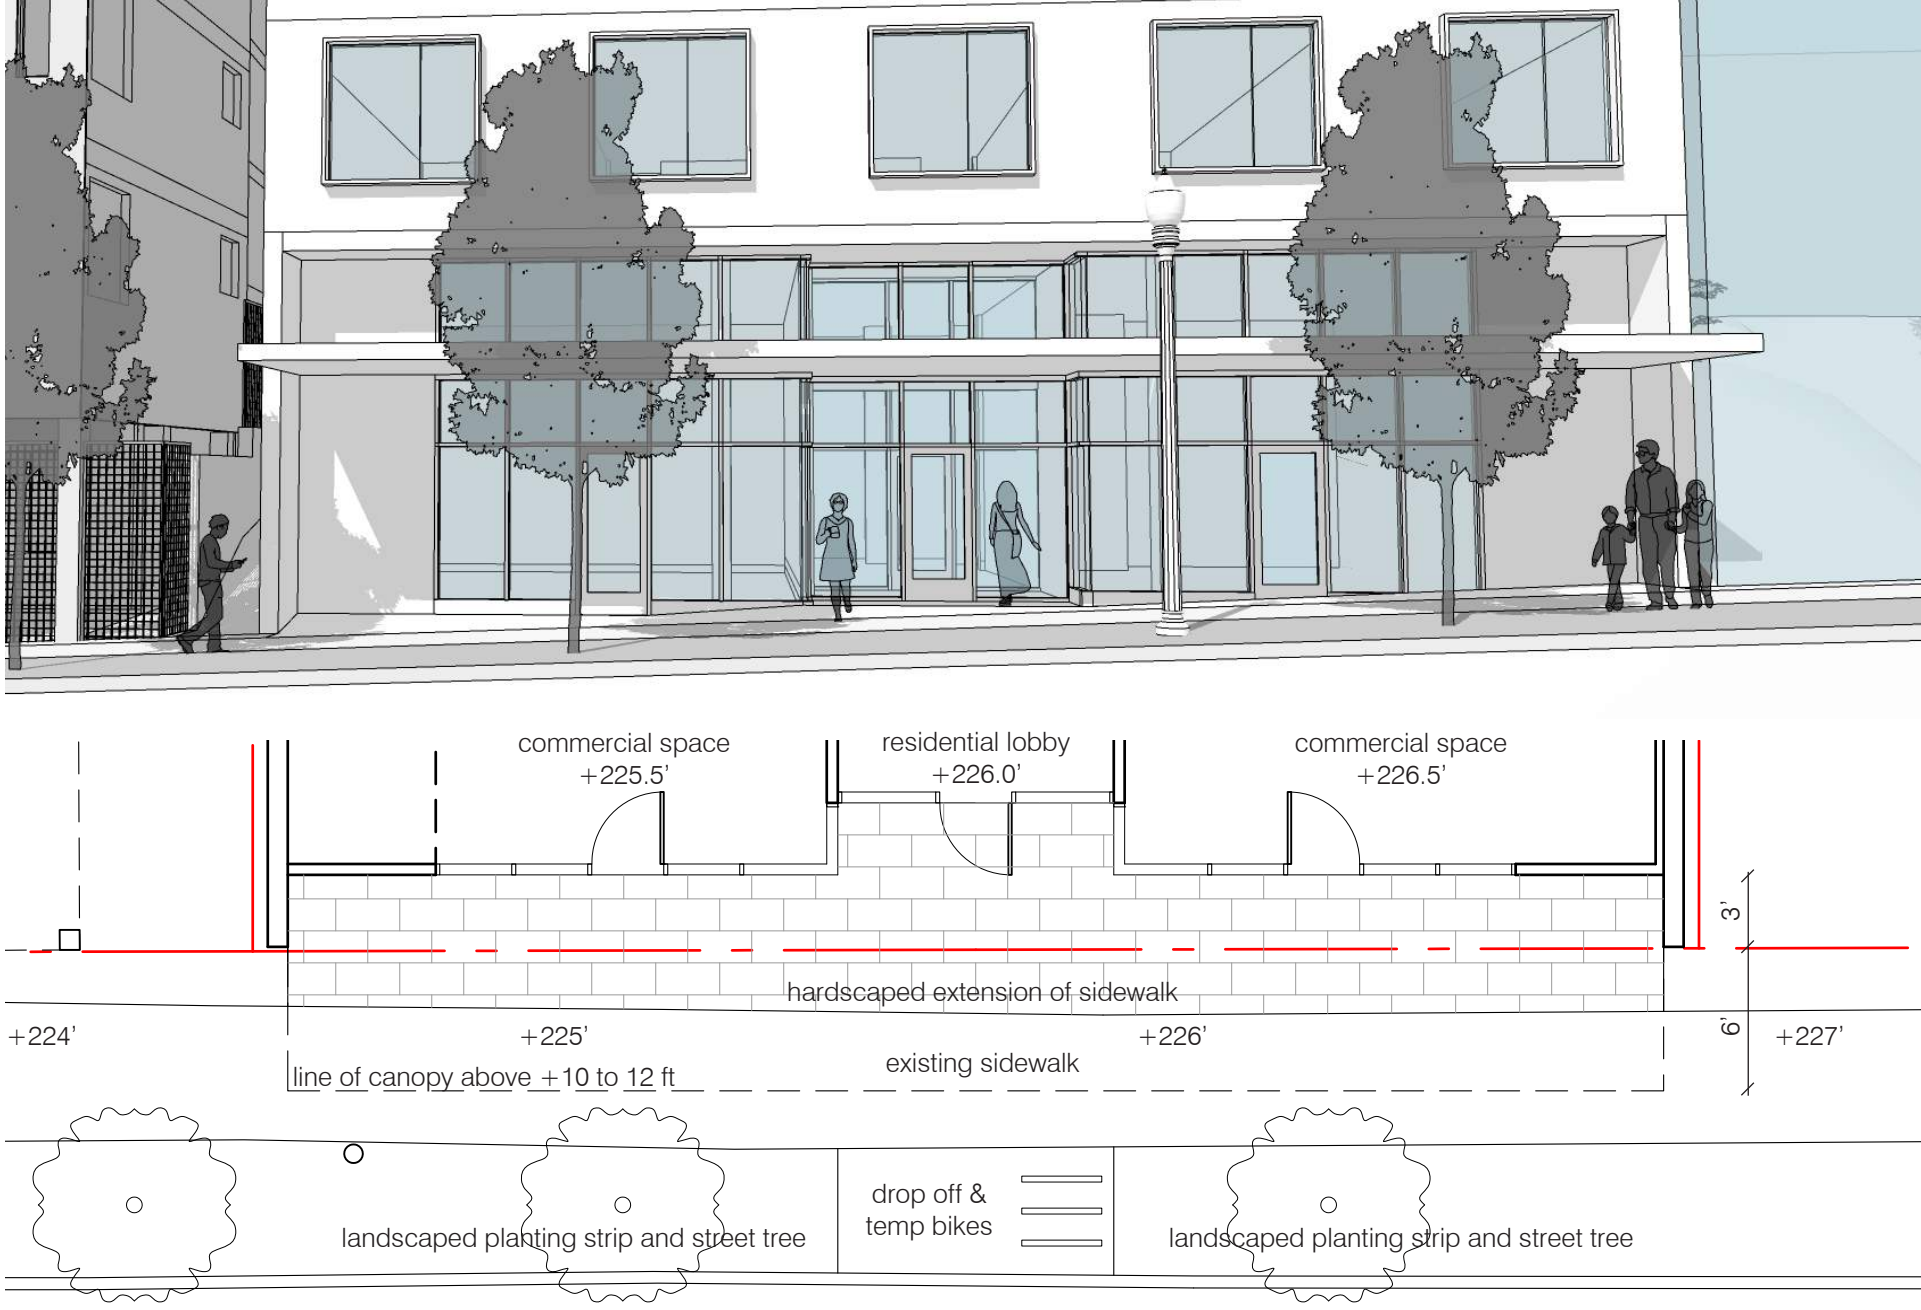 commercial space
+225.5’
residential lobby
+226.0’
commercial space
+226.5’
3’
hardscaped extension of sidewalk
+224’
+225’
+226’
6’
+227’
existing sidewalk
line of canopy above +10 to 12 ft
drop off &
temp bikes
landscaped planting strip and street tree
landscaped planting strip and street tree